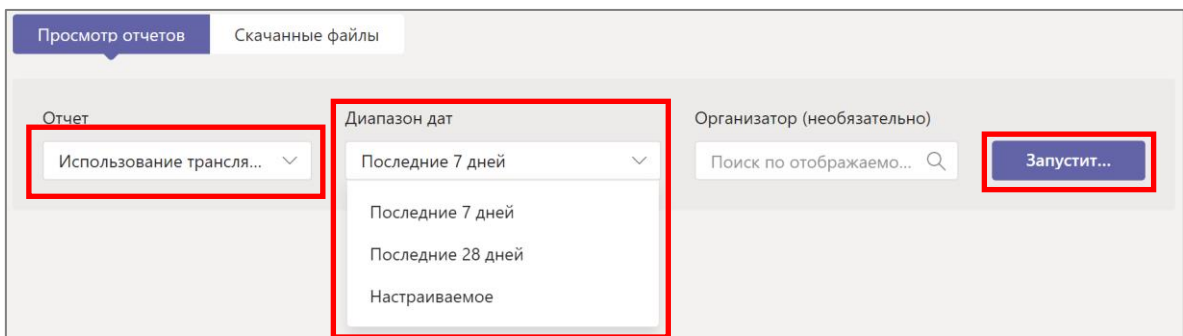 Просмотр отчетов
Скачанные файлы
Отчет
Использование трансля...
Диапазон дат
Последние 7 дней
Последние 7 дней
Последние 28 дней
Настраиваемое
Организатор (необязательно)
Поиск по отображаемо...
Запустит...